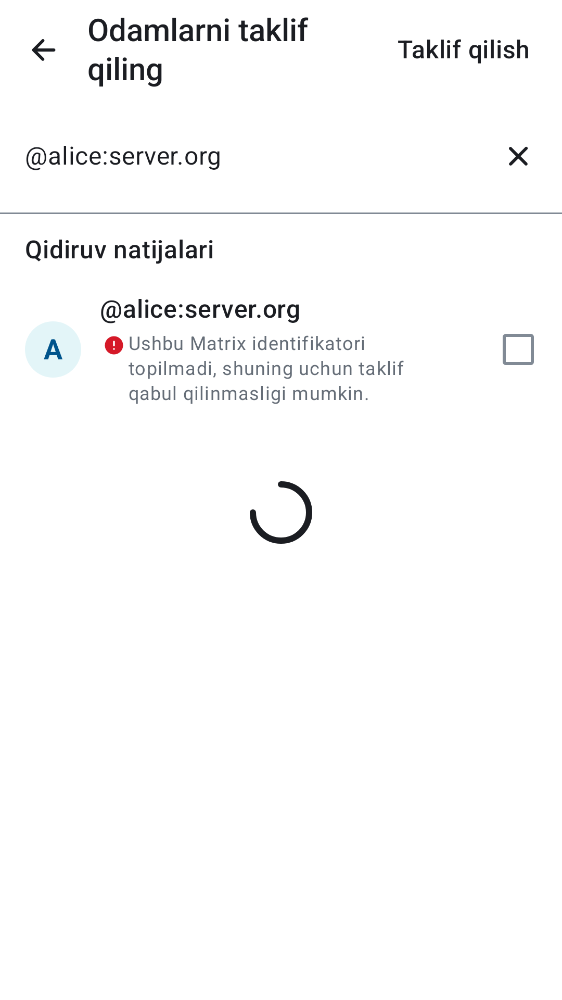 Odamlarni taklif
qiling
Taklif qilish
@alice:server.org
Qidiruv natijalari
A
@alice:server.org
Ushbu Matrix identifikatori
topilmadi, shuning uchun taklif
qabul qilinmasligi mumkin.